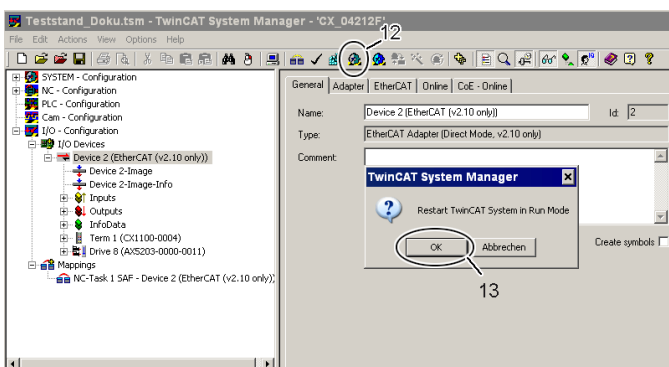 Teststand_Doku.tsm - TwinCAT System Manager - 'CX_04212F'
12
File Edit Actions View Options Help
SYSTEM - Configuration
NC - Configuration
PLC - Configuration
Cam - Configuration
I/O - Configuration
I/O Devices
Device 2 (EtherCAT (v2.10 only))
Device 2-Image
Device 2-Image-Info
Inputs
Outputs
InfoData
Term 1 (CX1100-0004)
Drive 8 (AX5203-0000-0011)
Mappings
NC-Task 1 SAF - Device 2 (EtherCAT (v2.10 only))
General Adapter EtherCAT Online CoE - Online
Name: Device 2 (EtherCAT (v2.10 only)) Id: 2
Type: EtherCAT Adapter (Direct Mode, v2.10 only)
Comment:
TwinCAT System Manager
Restart TwinCAT System in Run Mode
OK Abbrechen
Create symbols
13